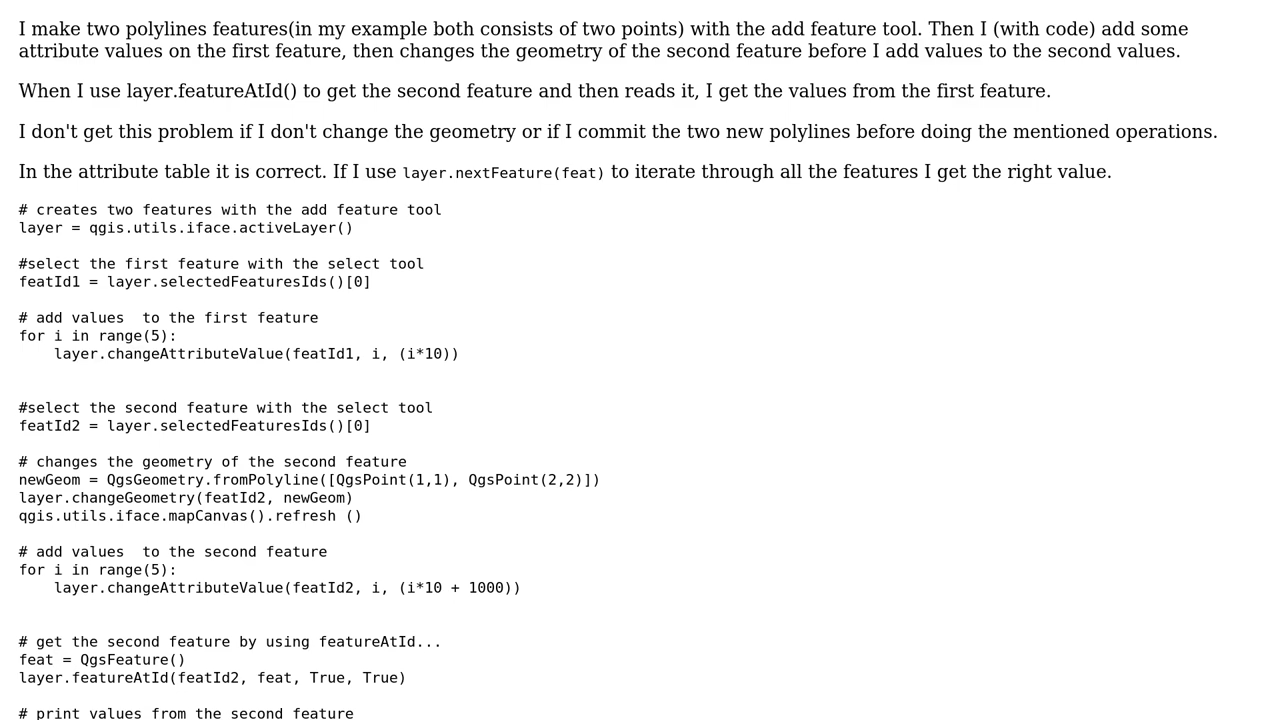 I make two polylines features(in my example both consists of two points) with the add feature tool. Then I (with code) add some
attribute values on the first feature, then changes the geometry of the second feature before I add values to the second values.
When I use layer.featureAtId() to get the second feature and then reads it, I get the values from the first feature.
I don't get this problem if I don't change the geometry or if I commit the two new polylines before doing the mentioned operations.
In the attribute table it is correct. If I use layer.nextFeature(feat) to iterate through all the features I get the right value.
# creates two features with the add feature tool
layer = qgis.utils.iface.activeLayer()
#select the first feature with the select tool
featId1 = layer.selectedFeaturesIds()[0]
# add values  to the first feature
for i in range(5):
    layer.changeAttributeValue(featId1, i, (i*10))
#select the second feature with the select tool
featId2 = layer.selectedFeaturesIds()[0]
# changes the geometry of the second feature
newGeom = QgsGeometry.fromPolyline([QgsPoint(1,1), QgsPoint(2,2)])
layer.changeGeometry(featId2, newGeom)
qgis.utils.iface.mapCanvas().refresh ()
# add values  to the second feature
for i in range(5):
    layer.changeAttributeValue(featId2, i, (i*10 + 1000))
# get the second feature by using featureAtId...
feat = QgsFeature()
layer.featureAtId(featId2, feat, True, True)
# print values from the second feature